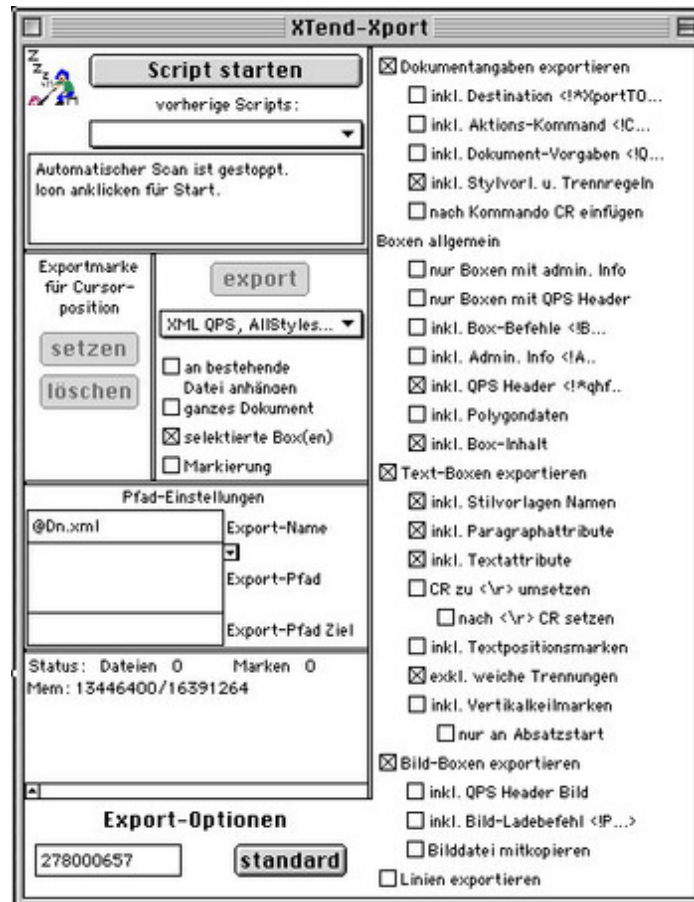 XTend-Xport
Script starten
vorherige Scripts:
Automatischer Scan ist gestoppt.
Icon anklicken für Start.
Exportmarke
für Cursor-
position
setzen
löschen
export
XML QPS, AllStyles...
an bestehende
Datei anhängen
ganzes Dokument
selektierte Box(en)
Markierung
Pfad-Einstellungen
@Dn.xml
Export-Name
Export-Pfad
Export-Pfad Ziel
Status: Dateien 0 Marken 0
Mem: 13446400/16391264
Export-Optionen
278000657
standard
Dokumentangaben exportieren
inkl. Destination <!*XportTO...
inkl. Aktions-Kommand <!C...
inkl. Dokument-Vorgaben <!Q...
inkl. Stylvorl. u. Trennregeln
nach Kommando CR einfügen
Boxen allgemein
nur Boxen mit admin. Info
nur Boxen mit QPS Header
inkl. Box-Befehle <!B...
inkl. Admin. Info <!A..
inkl. QPS Header <!*qhf..
inkl. Polygondaten
inkl. Box-Inhalt
Text-Boxen exportieren
inkl. Stilvorlagen Namen
inkl. Paragraphattribute
inkl. Textattribute
CR zu <\r> umsetzen
nach <\r> CR setzen
inkl. Textpositionsmarken
exkl. weiche Trennungen
inkl. Vertikalkeilmarken
nur an Absatzstart
Bild-Boxen exportieren
inkl. QPS Header Bild
inkl. Bild-Ladebefehl <!P...>
Bilddatei mitkopieren
Linien exportieren